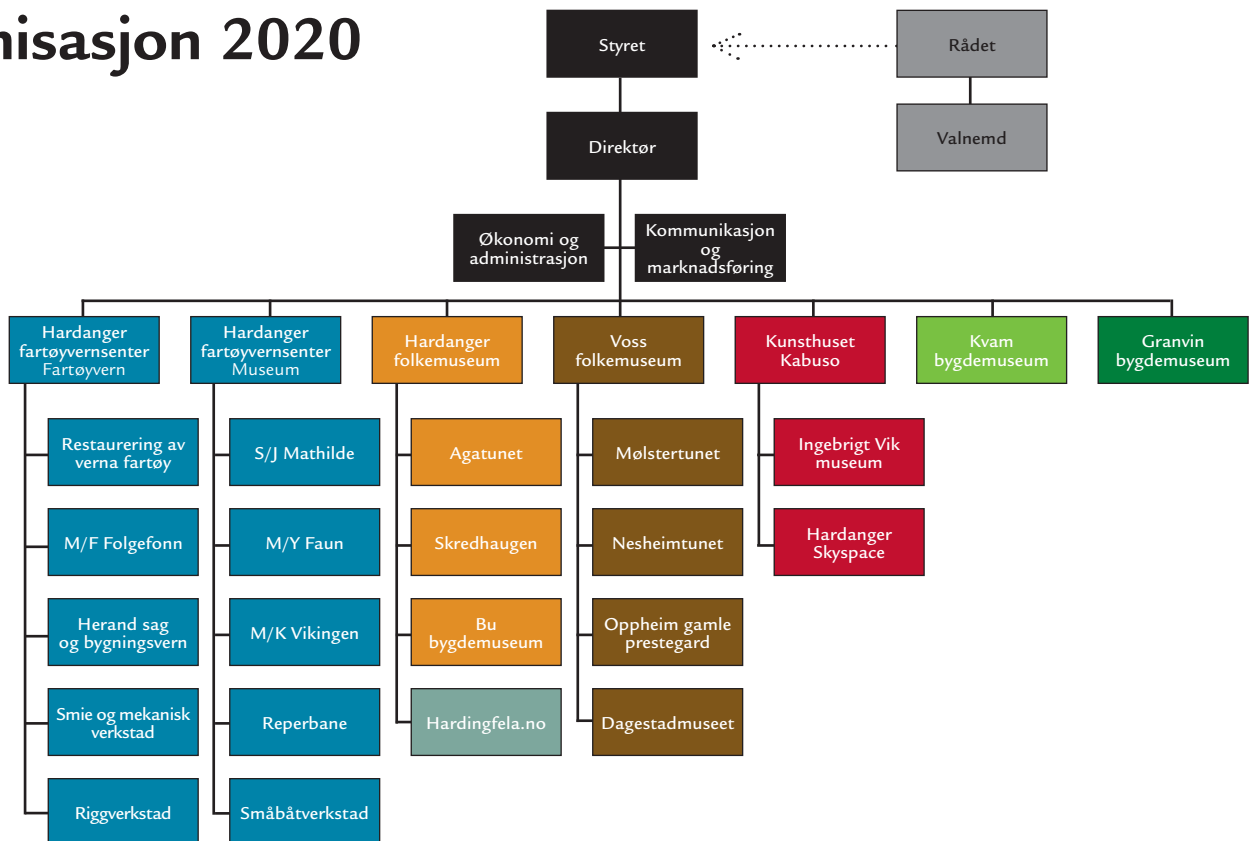 nisasjon 2020
Styret
Rådet
Direktør
Valnemd
Økonomi og
administrasjon
Kommunikasjon
og
marknadsføring
Hardanger
fartøyvernsenter
Fartøyvern
Hardanger
fartøyvernsenter
Museum
Hardanger
folkemuseum
Voss
folkemuseum
Kunsthuset
Kabuso
Kvam
bygdemuseum
Granvin
bygdemuseum
Restaurering av
verna fartøy
S/J Mathilde
Agatunet
Mølstertunet
Ingebrigt Vik
museum
M/F Folgefonn
M/Y Faun
Skredhaugen
Nesheimtunet
Hardanger
Skyspace
Herand sag
og bygningsvern
M/K Vikingen
Bu
bygdemuseum
Oppheim gamle
prestegard
Smie og mekanisk
verkstad
Reperbane
Hardingfela.no
Dagestadmuseet
Riggverkstad
Småbåtverkstad